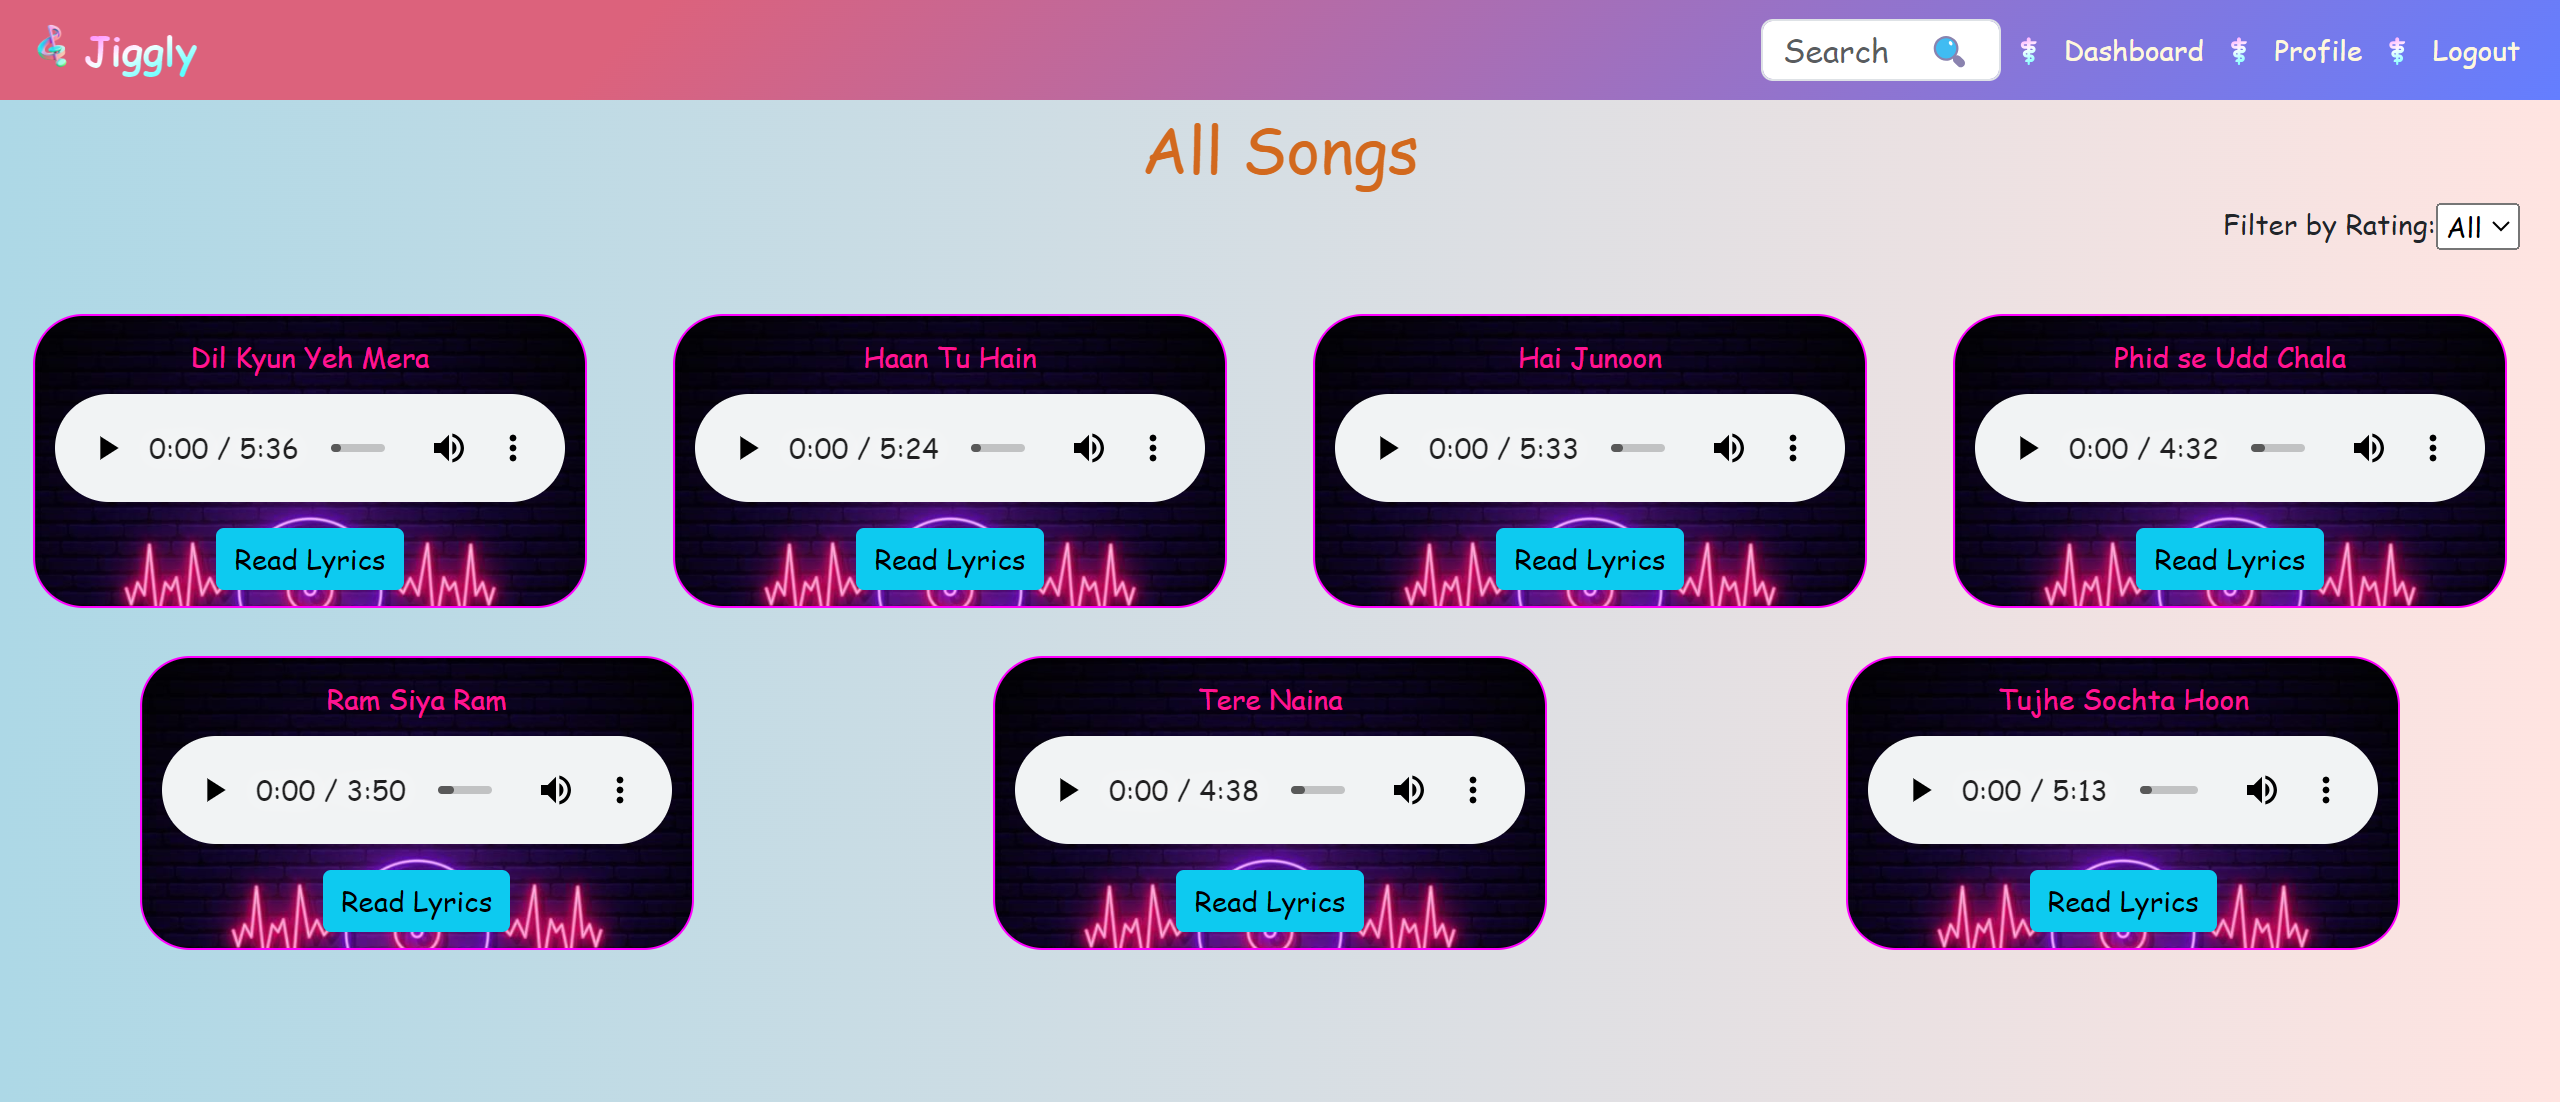 Jiggly
Search
Dashboard
Profile
Logout
All Songs
Filter by Rating: All
Dil Kyun Yeh Mera
Haan Tu Hain
Hai Junoon
Phid se Udd Chala
0:00 / 5:36
0:00 / 5:24
0:00 / 5:33
0:00 / 4:32
Read Lyrics
Read Lyrics
Read Lyrics
Read Lyrics
Ram Siya Ram
Tere Naina
Tujhe Sochta Hoon
0:00 / 3:50
0:00 / 4:38
0:00 / 5:13
Read Lyrics
Read Lyrics
Read Lyrics